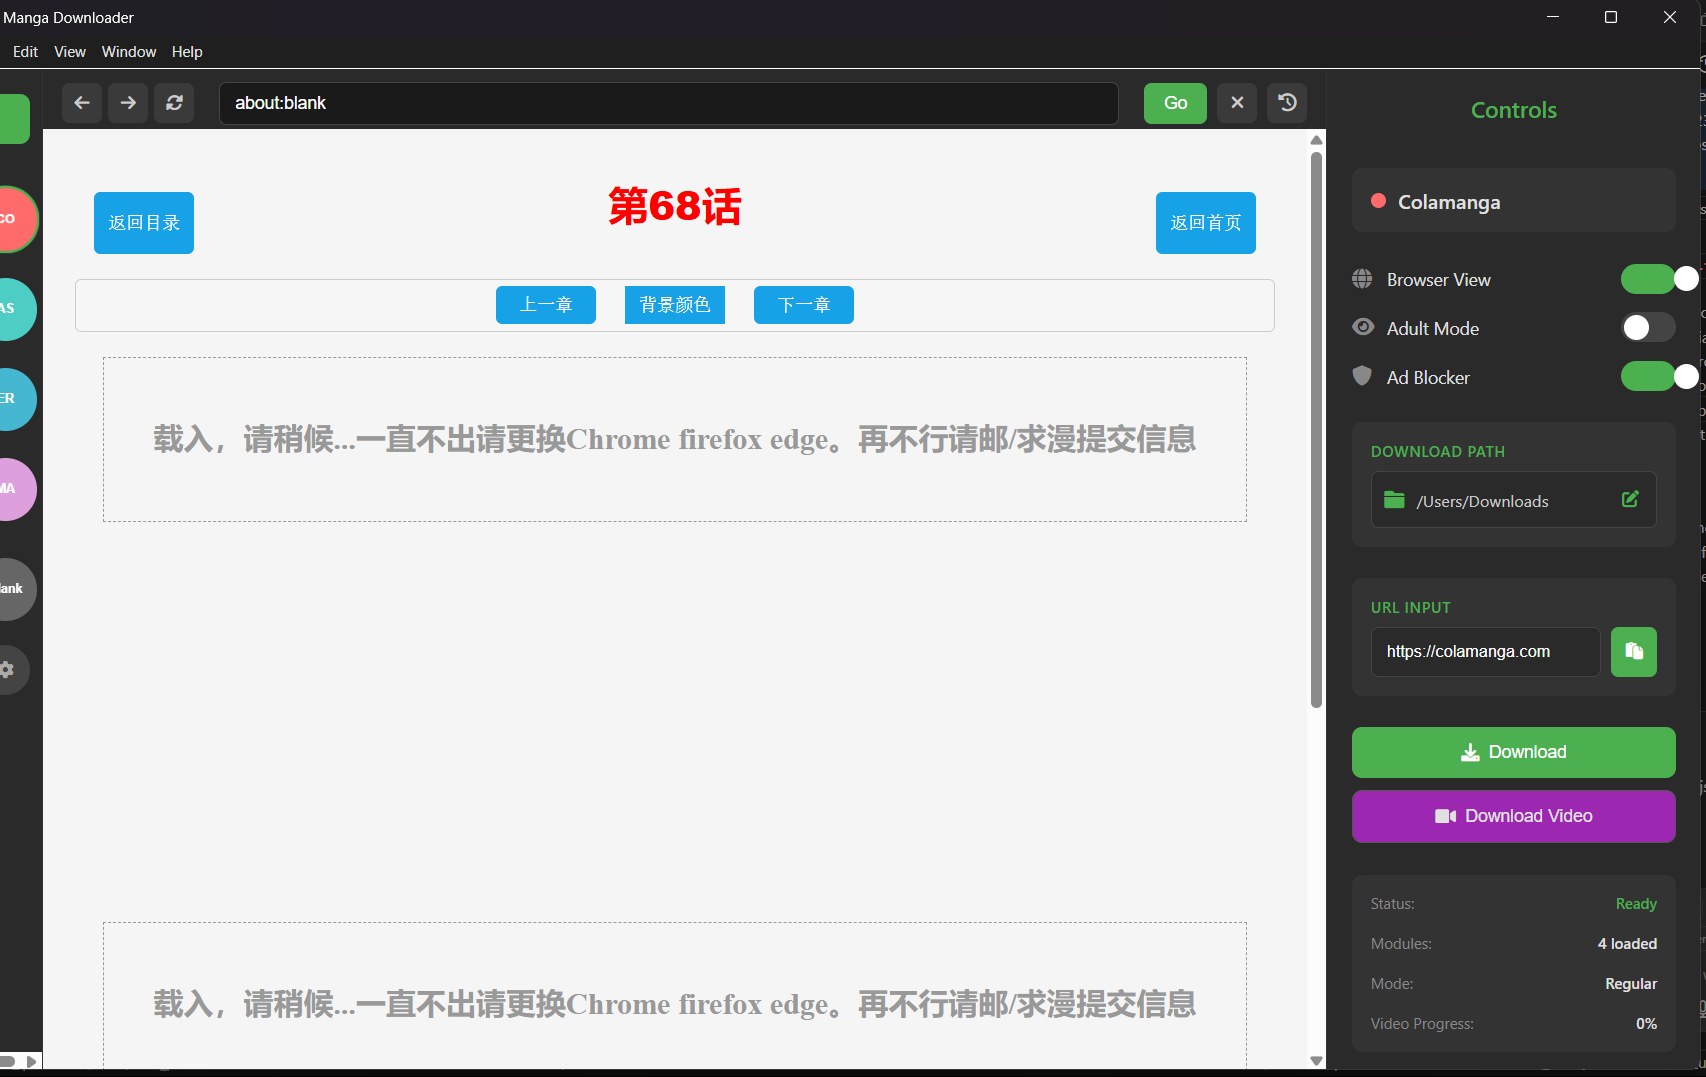 Manga Downloader
Edit View Window Help
about:blank
Go
Controls
CO
AS
ER
MA
lank
返回目录
第68话
返回首页
上一章
背景颜色
下一章
载入，请稍候...一直不出请更换Chrome firefox edge。再不行请邮/求漫提交信息
载入，请稍候...一直不出请更换Chrome firefox edge。再不行请邮/求漫提交信息
Colamanga
Browser View
Adult Mode
Ad Blocker
DOWNLOAD PATH
/Users/Downloads
URL INPUT
https://colamanga.com
Download
Download Video
Status: Ready
Modules: 4 loaded
Mode: Regular
Video Progress: 0%